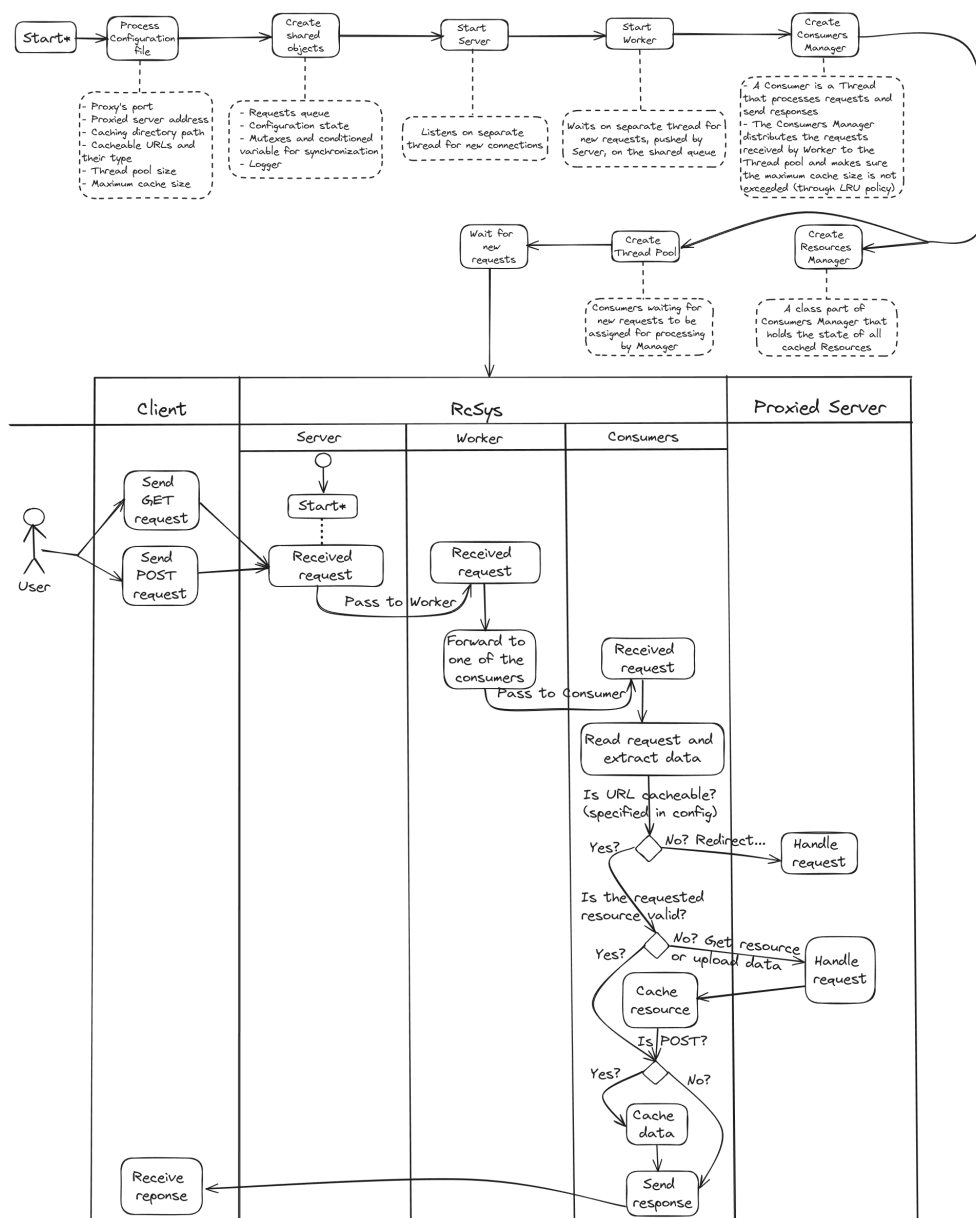 Start*
Process
Configuration
file
Create
shared
objects
Start
Server
Start
Worker
Create
Consumers
Manager
- Proxy's port
- Proxied server address
- Caching directory path
- Cacheable URLs and
their type
- Thread pool size
- Maximum cache size
- Requests queue
- Configuration state
- Mutexes and conditioned
variable for synchronization
- Logger
Listens on separate
thread for new connections
Waits on separate thread for
new requests, pushed by
Server, on the shared queue
- A Consumer is a Thread
that processes requests and
send responses
- The Consumers Manager
distributes the requests
received by Worker to the
Thread pool and makes sure
the maximum cache size is not
exceeded (through LRU policy)
Wait for
new
requests
Create
Thread Pool
Create
Resources
Manager
Consumers waiting for
new requests to be
assigned for processing
by Manager
A class part of
Consumers Manager that
holds the state of all
cached Resources
Client
RcSys
Proxied Server
Server
Worker
Consumers
User
Send
GET
request
Send
POST
request
Start*
Received
request
Pass to Worker
Received
request
Forward to
one of the
consumers
Pass to Consumer
Received
request
Read request and
extract data
Is URL cacheable?
(specified in config)
Yes?
No? Redirect...
Handle
request
Is the requested
resource valid?
Yes?
No? Get resource
or upload data
Handle
request
Cache
resource
Is POST?
Yes?
No?
Cache
data
Send
response
Receive
reponse